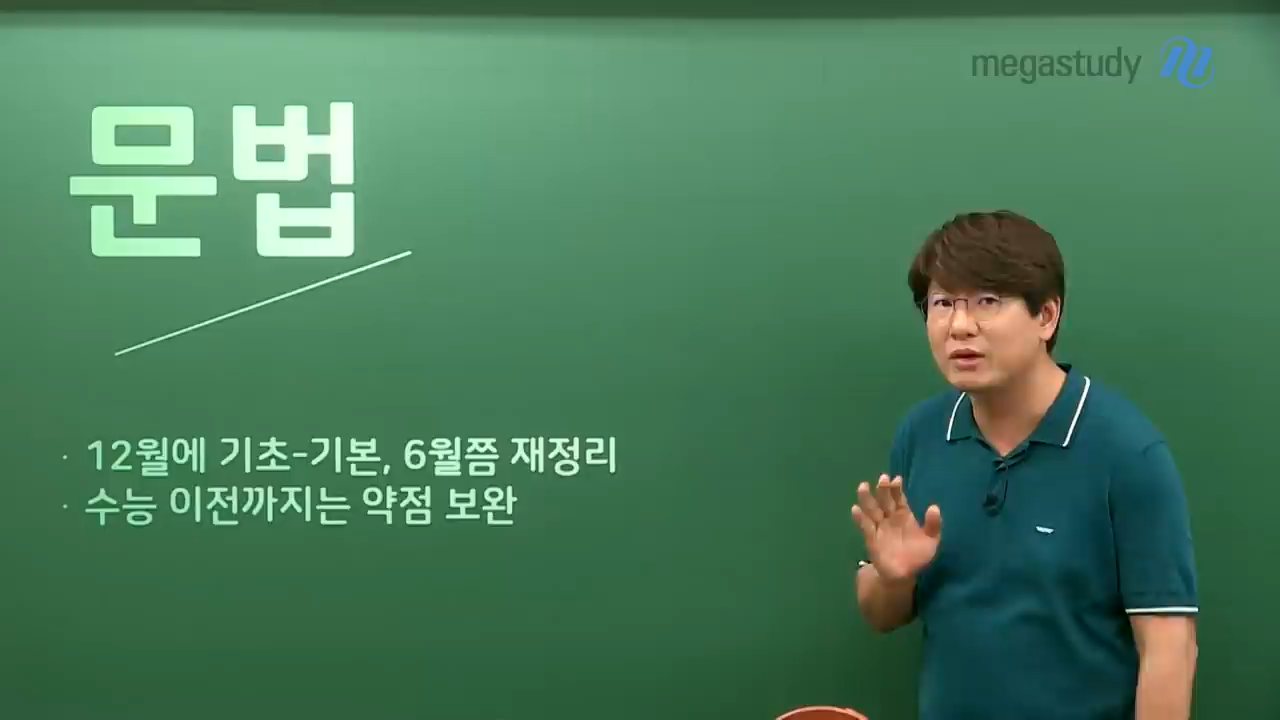 megastudy
문법
· 12월에 기초-기본, 6월쯤 재정리
· 수능 이전까지는 약점 보완